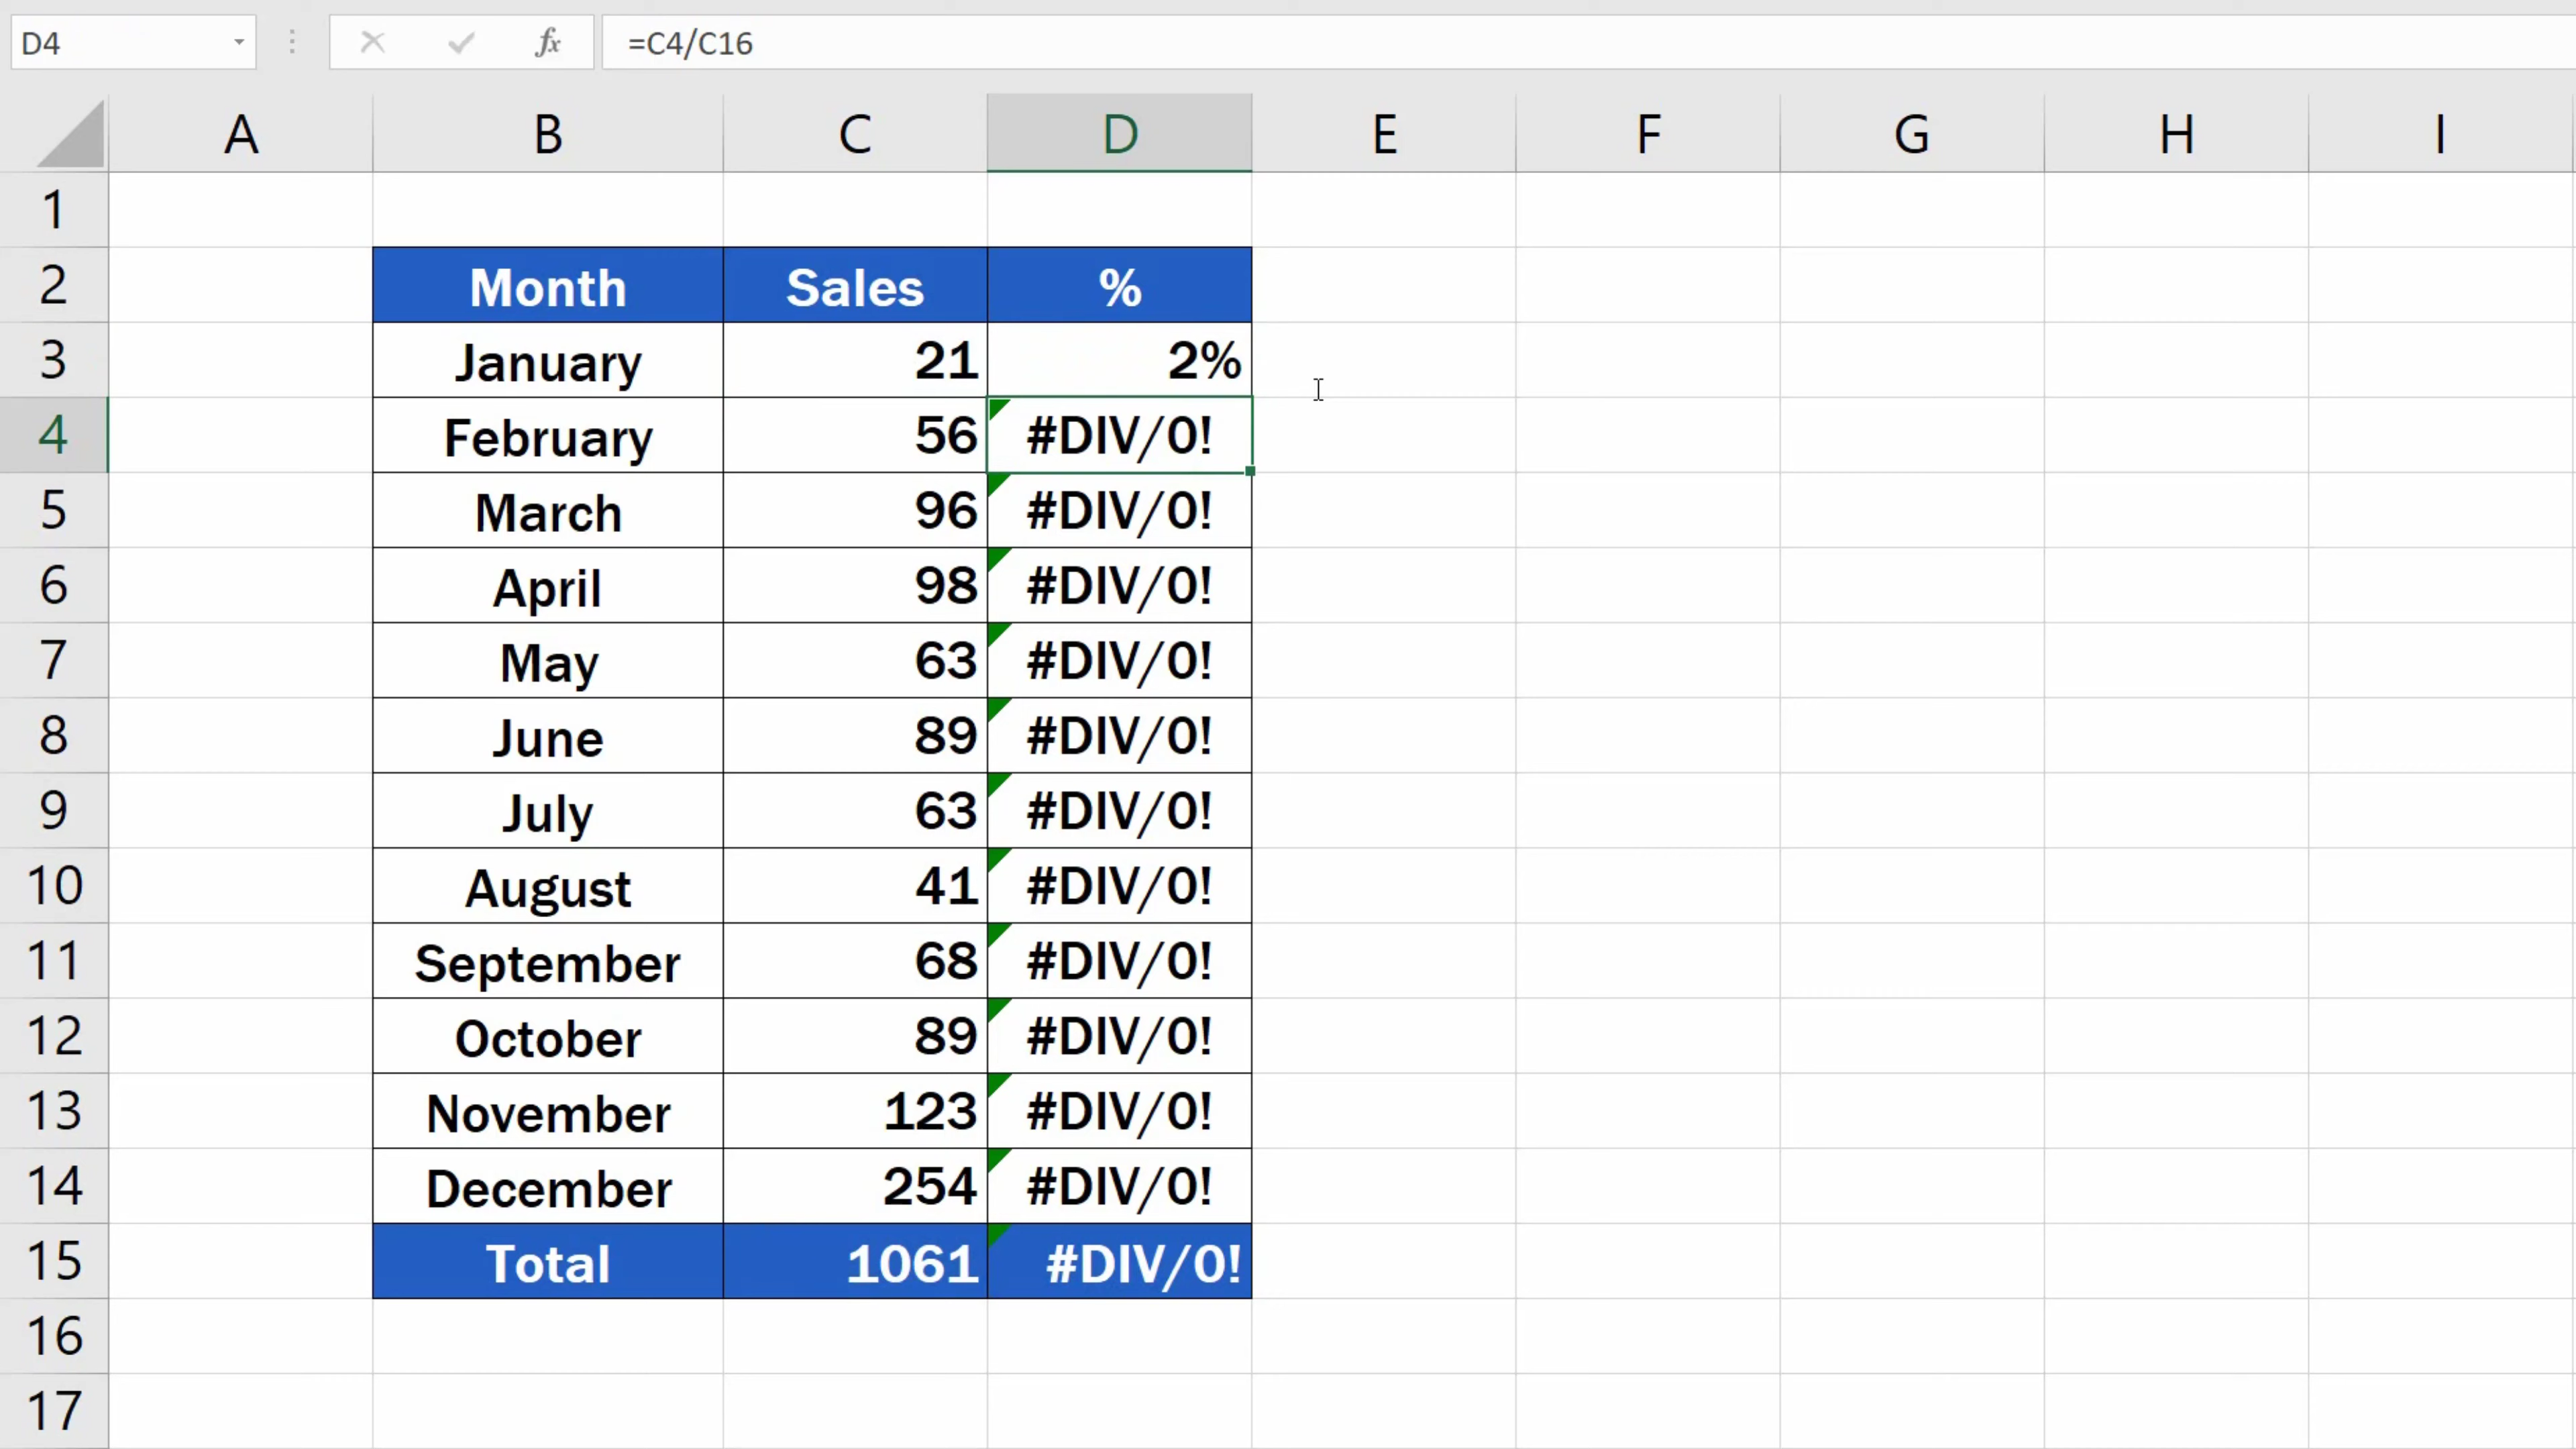 D4 fx =C4/C16
A B C D E F G H I
1
2 Month Sales %
3 January 21 2%
4 February 56 #DIV/0!
5 March 96 #DIV/0!
6 April 98 #DIV/0!
7 May 63 #DIV/0!
8 June 89 #DIV/0!
9 July 63 #DIV/0!
10 August 41 #DIV/0!
11 September 68 #DIV/0!
12 October 89 #DIV/0!
13 November 123 #DIV/0!
14 December 254 #DIV/0!
15 Total 1061 #DIV/0!
16
17